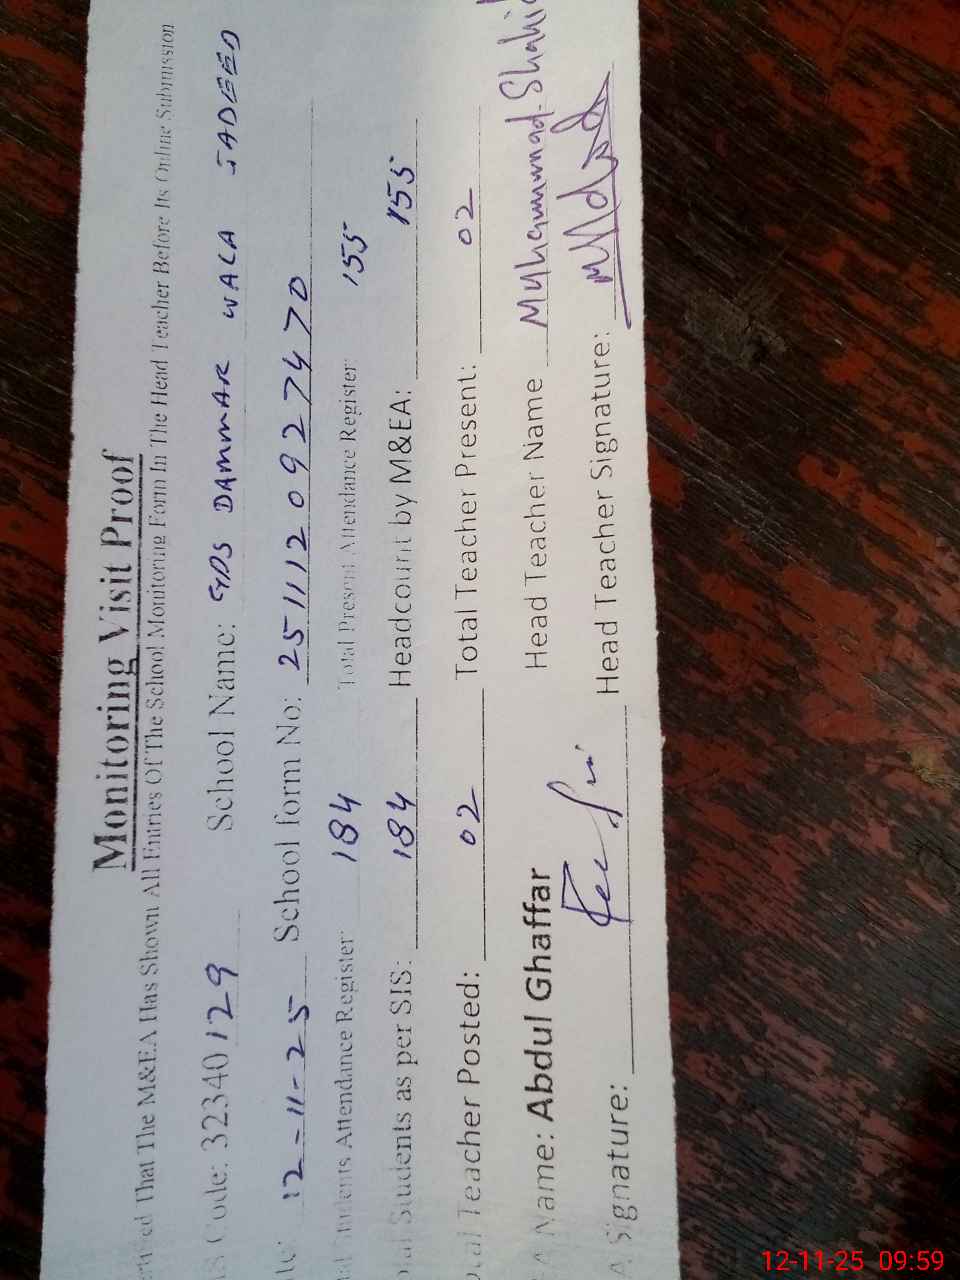 Monitoring Visit Proof
That The M&EA Has Shown All Entries Of The School Monitoring Form In The Head Teacher Before Its Online Submission
Code: 32340129 School Name: GPS DAMMAR WALA JADEED
12-11-25 School form No: 2511120927470
Attendance Register: 184 Total Present Attendance Register: 155
Students as per SIS: 184 Headcount by M&EA: 155
Teacher Posted: 02 Total Teacher Present: 02
Name: Abdul Ghaffar Head Teacher Name Muhammad Shahid
Signature: Head Teacher Signature:
12-11-25 09:59